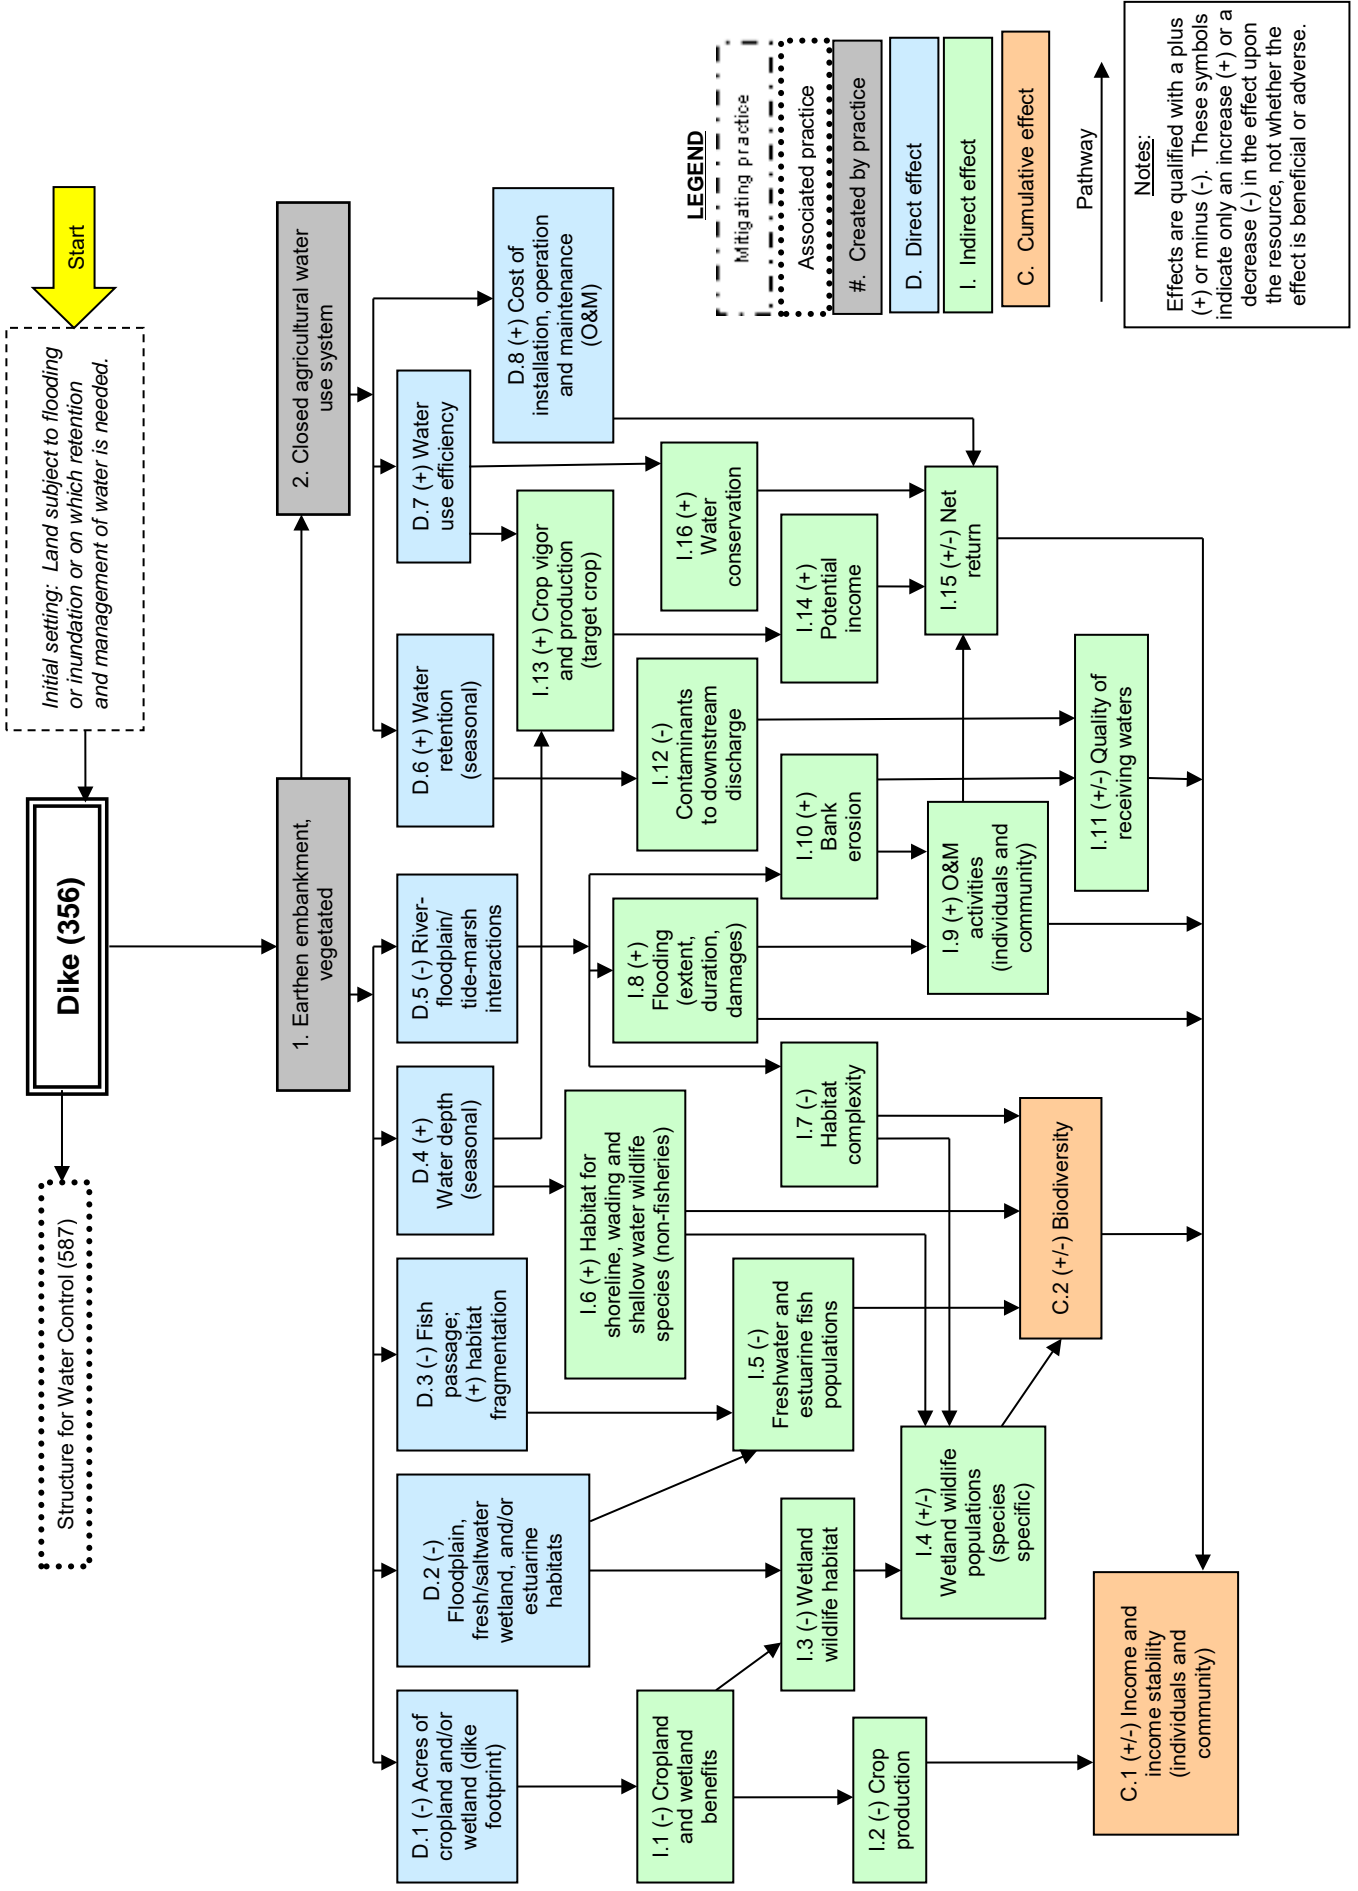 Start
Initial setting:  Land subject to flooding
or inundation or on which retention
and management of water is needed.
Dike (356)
Structure for Water Control (587)
1. Earthen embankment,
vegetated
2. Closed agricultural water
use system
D.1 (-) Acres of
cropland and/or
wetland (dike
footprint)
D.2 (-)
Floodplain,
fresh/saltwater
wetland, and/or
estuarine
habitats
D.3 (-) Fish
passage;
(+) habitat
fragmentation
D.4 (+)
Water depth
(seasonal)
D.5 (-) River-
floodplain/
tide-marsh
interactions
D.6 (+) Water
retention
(seasonal)
D.7 (+) Water
use efficiency
D.8 (+) Cost of
installation, operation
and maintenance
(O&M)
I.1 (-) Cropland
and wetland
benefits
I.2 (-) Crop
production
I.3 (-) Wetland
wildlife habitat
I.4 (+/-)
Wetland wildlife
populations
(species
specific)
I.5 (-)
Freshwater and
estuarine fish
populations
I.6 (+) Habitat for
shoreline, wading and
shallow water wildlife
species (non-fisheries)
I.7 (-)
Habitat
complexity
I.8 (+)
Flooding
(extent,
duration,
damages)
I.9 (+) O&M
activities
(individuals and
community)
I.10 (+)
Bank
erosion
I.11 (+/-) Quality of
receiving waters
I.12 (-)
Contaminants
to downstream
discharge
I.13 (+) Crop vigor
and production
(target crop)
I.14 (+)
Potential
income
I.15 (+/-) Net
return
I.16 (+)
Water
conservation
C.1 (+/-) Income and
income stability
(individuals and
community)
C.2 (+/-) Biodiversity
LEGEND
Mitigating practice
Associated practice
#. Created by practice
D.  Direct effect
I.  Indirect effect
C.  Cumulative effect
Pathway
Notes:
Effects are qualified with a plus
(+) or minus (-).  These symbols
indicate only an increase (+) or a
decrease (-) in the effect upon
the resource, not whether the
effect is beneficial or adverse.